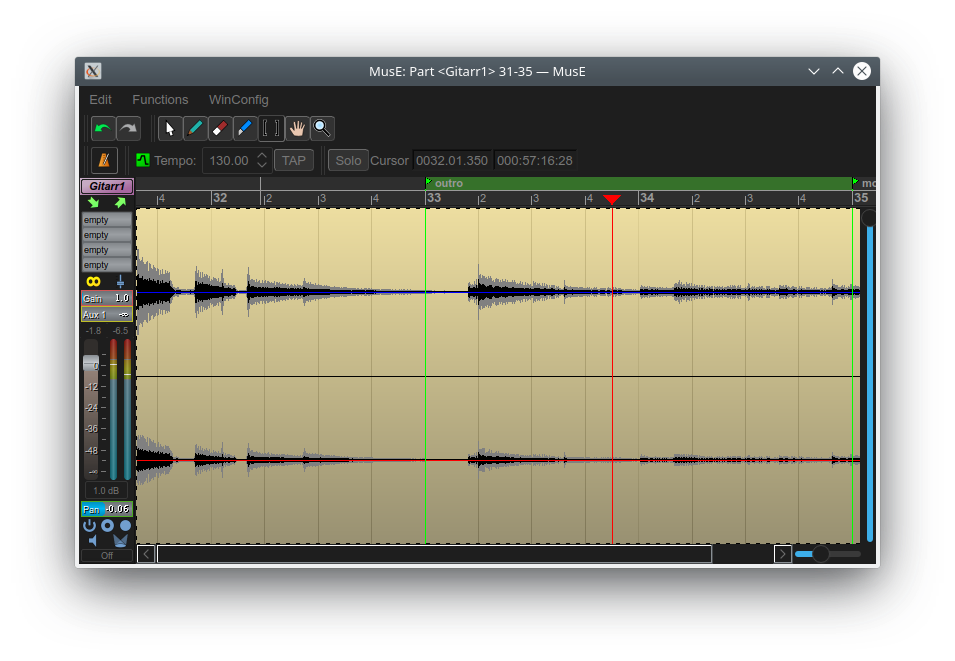 MusE: Part <Gitarr1> 31-35 — MusE
Edit Functions WinConfig
Tempo: 130.00 TAP Solo Cursor 0032.01.350 000:57:16:28
Gitarr1
outro
4 32 2 3 4 33 2 3 4 34 2 3 4 35
empty
empty
empty
empty
Gain 1.0
Aux 1 -∞
-1.8 -6.5
0
-12
-24
-36
-48
-∞
1.0 dB
Pan -0.06
Off